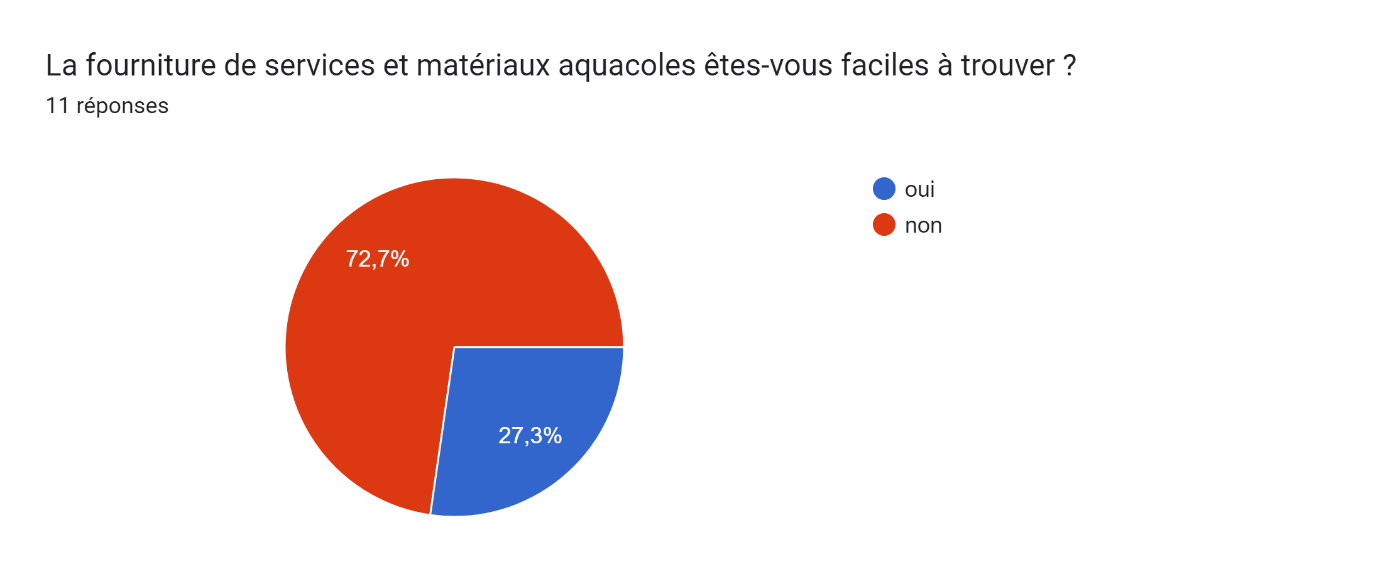 La fourniture de services et matériaux aquacoles êtes-vous faciles à trouver ?
11 réponses
oui
non
72,7%
27,3%